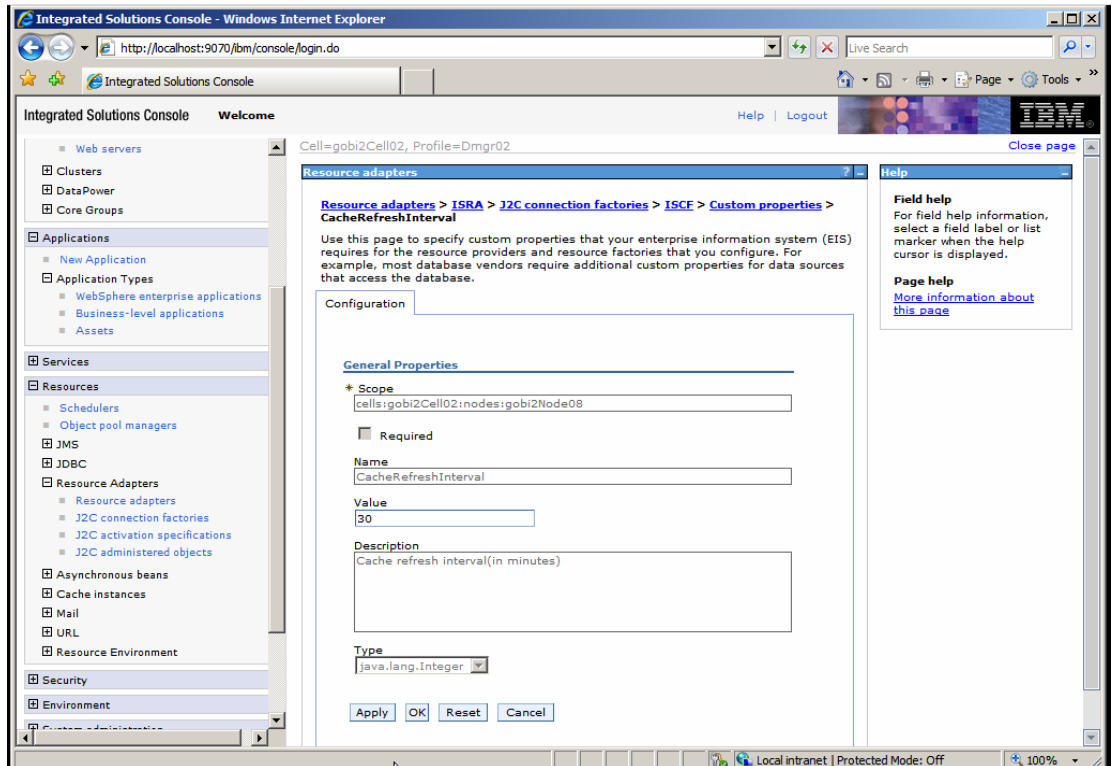 Integrated Solutions Console - Windows Internet Explorer
http://localhost:9070/ibm/console/login.do
Live Search
Integrated Solutions Console
Page
Tools
Integrated Solutions Console Welcome
Help | Logout
IBM
Web servers
Clusters
DataPower
Core Groups
Applications
New Application
Application Types
WebSphere enterprise applications
Business-level applications
Assets
Services
Resources
Schedulers
Object pool managers
JMS
JDBC
Resource Adapters
Resource adapters
J2C connection factories
J2C activation specifications
J2C administered objects
Asynchronous beans
Cache instances
Mail
URL
Resource Environment
Security
Environment
Cell=gobi2Cell02, Profile=Dmgr02
Close page
Resource adapters
Resource adapters > ISRA > J2C connection factories > ISCF > Custom properties >
CacheRefreshInterval
Use this page to specify custom properties that your enterprise information system (EIS)
requires for the resource providers and resource factories that you configure. For
example, most database vendors require additional custom properties for data sources
that access the database.
Configuration
General Properties
* Scope
cells:gobi2Cell02:nodes:gobi2Node08
Required
Name
CacheRefreshInterval
Value
30
Description
Cache refresh interval(in minutes)
Type
java.lang.Integer
Apply OK Reset Cancel
Help
Field help
For field help information,
select a field label or list
marker when the help
cursor is displayed.
Page help
More information about
this page
Local intranet | Protected Mode: Off
100%